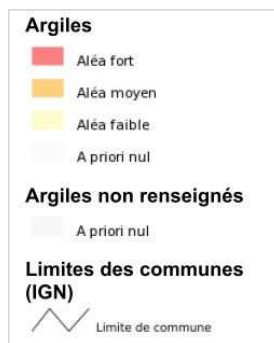 Argiles
Aléa fort
Aléa moyen
Aléa faible
A priori nul
Argiles non renseignés
A priori nul
Limites des communes
(IGN)
Limite de commune